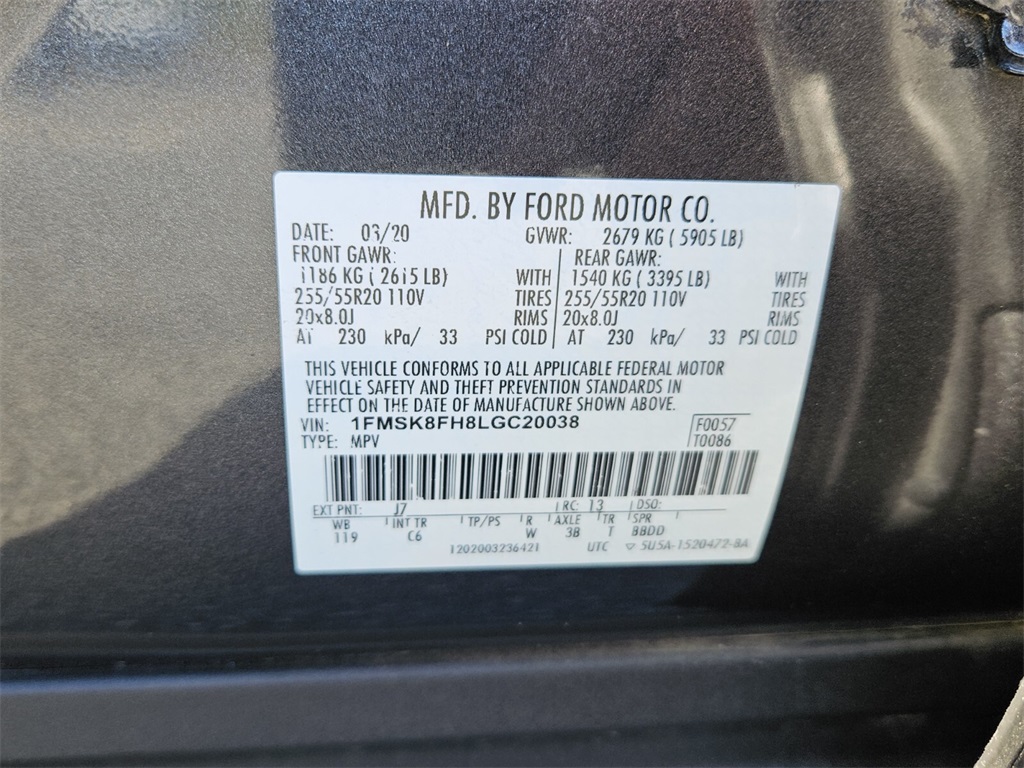 MFD. BY FORD MOTOR CO.
DATE: 03/20 GVWR: 2679 KG ( 5905 LB)
FRONT GAWR: REAR GAWR:
1186 KG ( 2615 LB) WITH 1540 KG ( 3395 LB) WITH
255/55R20 110V TIRES 255/55R20 110V TIRES
20x8.0J RIMS 20x8.0J RIMS
AT 230 kPa/ 33 PSI COLD AT 230 kPa/ 33 PSI COLD
THIS VEHICLE CONFORMS TO ALL APPLICABLE FEDERAL MOTOR
VEHICLE SAFETY AND THEFT PREVENTION STANDARDS IN
EFFECT ON THE DATE OF MANUFACTURE SHOWN ABOVE.
VIN: 1FMSK8FH8LGC20038 F0057
TYPE: MPV T0086
EXT PNT: J7 RC: 13 DSO:
WB INT TR TP/PS R AXLE TR SPR
119 C6 W 3B T BBDD
1202003236421 UTC ▽ 5U5A-1520472-BA